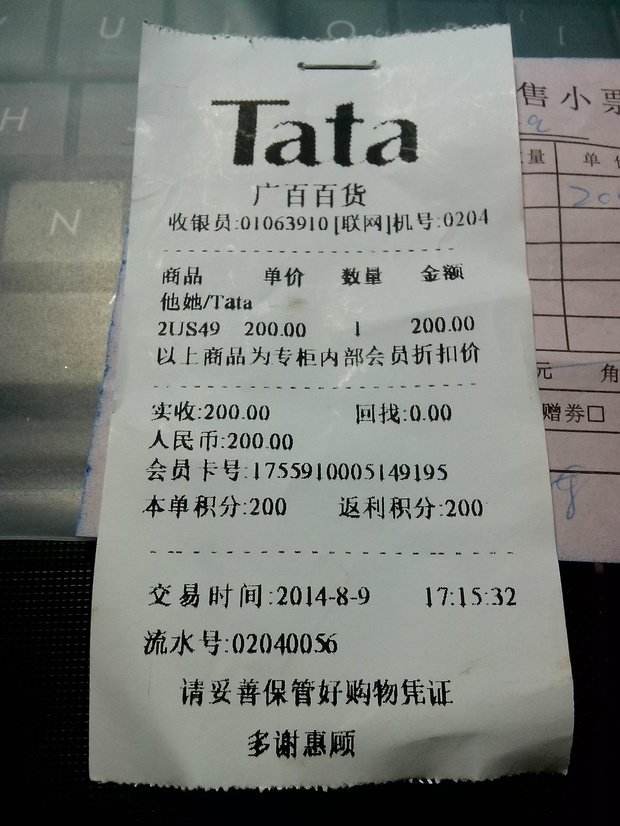 U
O
P
[
H
N
Tata
广百百货
收银员:01063910 [联网]机号:0204
商品 单价 数量 金额
他她/Tata
2US49 200.00 1 200.00
以上商品为专柜内部会员折扣价
实收:200.00 回找:0.00
人民币:200.00
会员卡号:1755910005149195
本单积分:200 返利积分:200
交易时间:2014-8-9 17:15:32
流水号:02040056
请妥善保管好购物凭证
多谢惠顾
售小票
量 单
元 角
赠券□